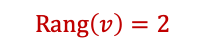 Rang(𝑣) = 2